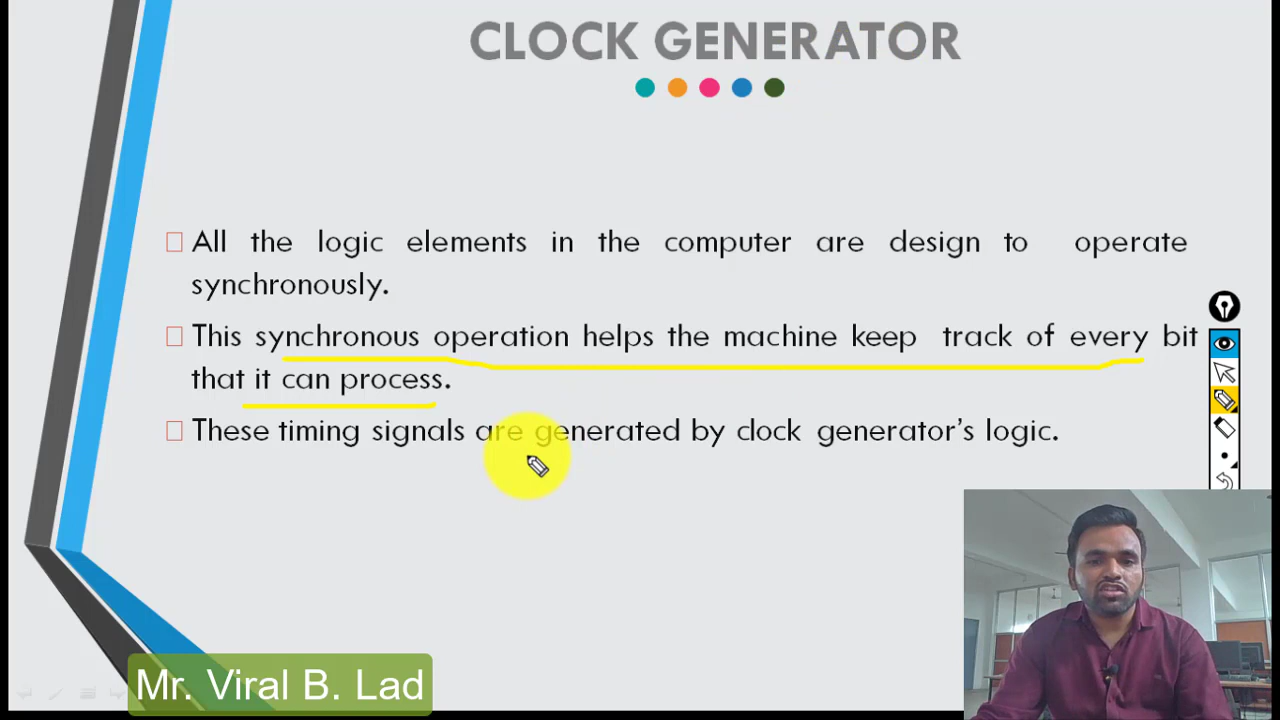 CLOCK GENERATOR
All the logic elements in the computer are design to operate
synchronously.
This synchronous operation helps the machine keep track of every bit
that it can process.
These timing signals are generated by clock generator's logic.
Mr. Viral B. Lad